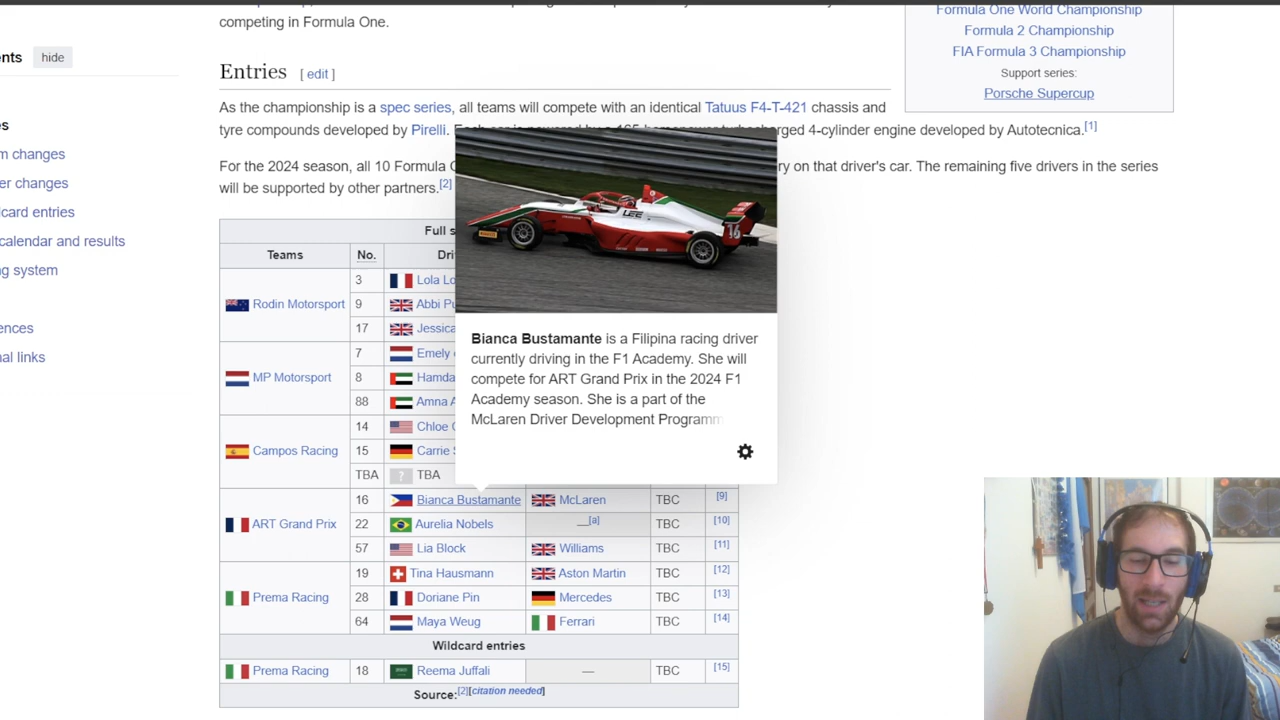 competing in Formula One.
Formula One World Championship
Formula 2 Championship
FIA Formula 3 Championship
Support series:
Porsche Supercup
hide
Entries [ edit ]
As the championship is a spec series, all teams will compete with an identical Tatuus F4-T-421 chassis and
tyre compounds developed by Pirelli. 4-cylinder engine developed by Autotecnica.[1]
For the 2024 season, all 10 Formula on that driver's car. The remaining five drivers in the series
will be supported by other partners.[2]
changes
changes
entries
calendar and results
system
links
Teams No.
Rodin Motorsport
3 Lola
9 Abbi
17 Jessica
MP Motorsport
7 Emely
8 Hamda
88 Amna
Campos Racing
14 Chloe
15 Carrie
TBA ? TBA
LEE
16
Bianca Bustamante is a Filipina racing driver
currently driving in the F1 Academy. She will
compete for ART Grand Prix in the 2024 F1
Academy season. She is a part of the
McLaren Driver Development Programm
ART Grand Prix
16 Bianca Bustamante McLaren TBC [9]
22 Aurelia Nobels —[a] TBC [10]
57 Lia Block Williams TBC [11]
Prema Racing
19 Tina Hausmann Aston Martin TBC [12]
28 Doriane Pin Mercedes TBC [13]
64 Maya Weug Ferrari TBC [14]
Wildcard entries
Prema Racing 18 Reema Juffali — TBC [15]
Source:[2][citation needed]